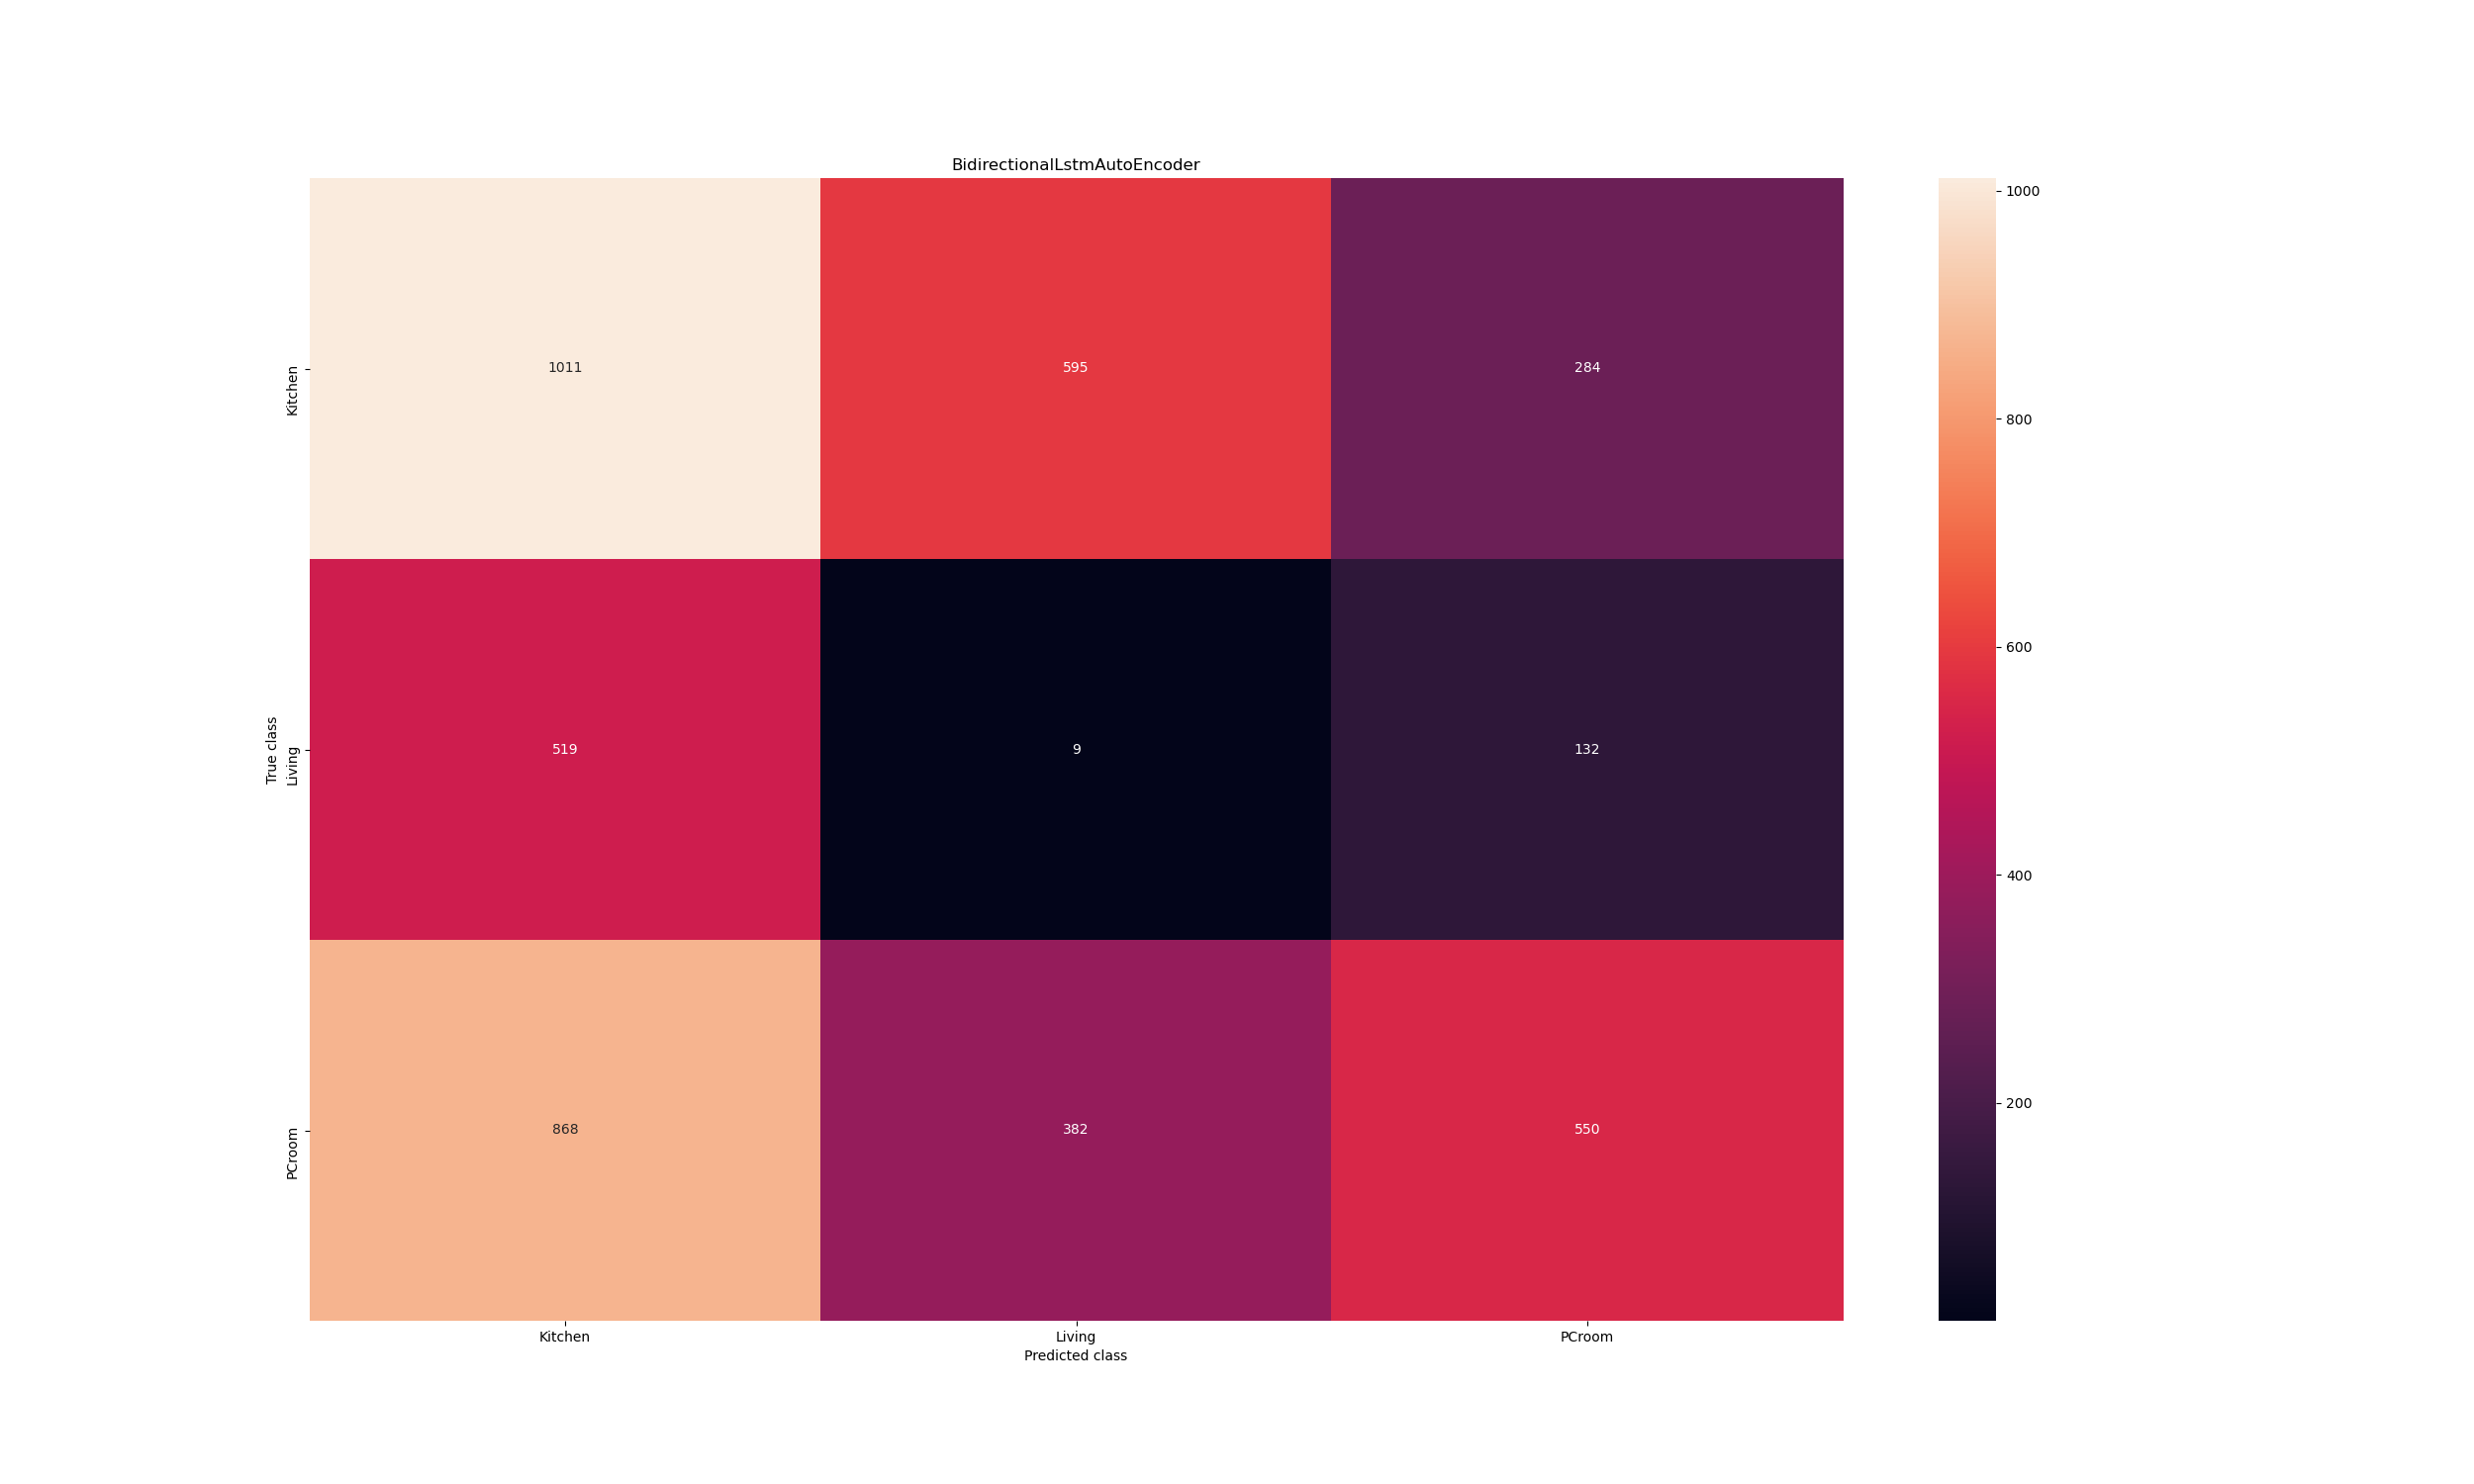 BidirectionalLstmAutoEncoder
1000
800
600
400
200
True class
Kitchen
1011 595 284
Living
519 9 132
PCroom
868 382 550
Kitchen Living PCroom
Predicted class